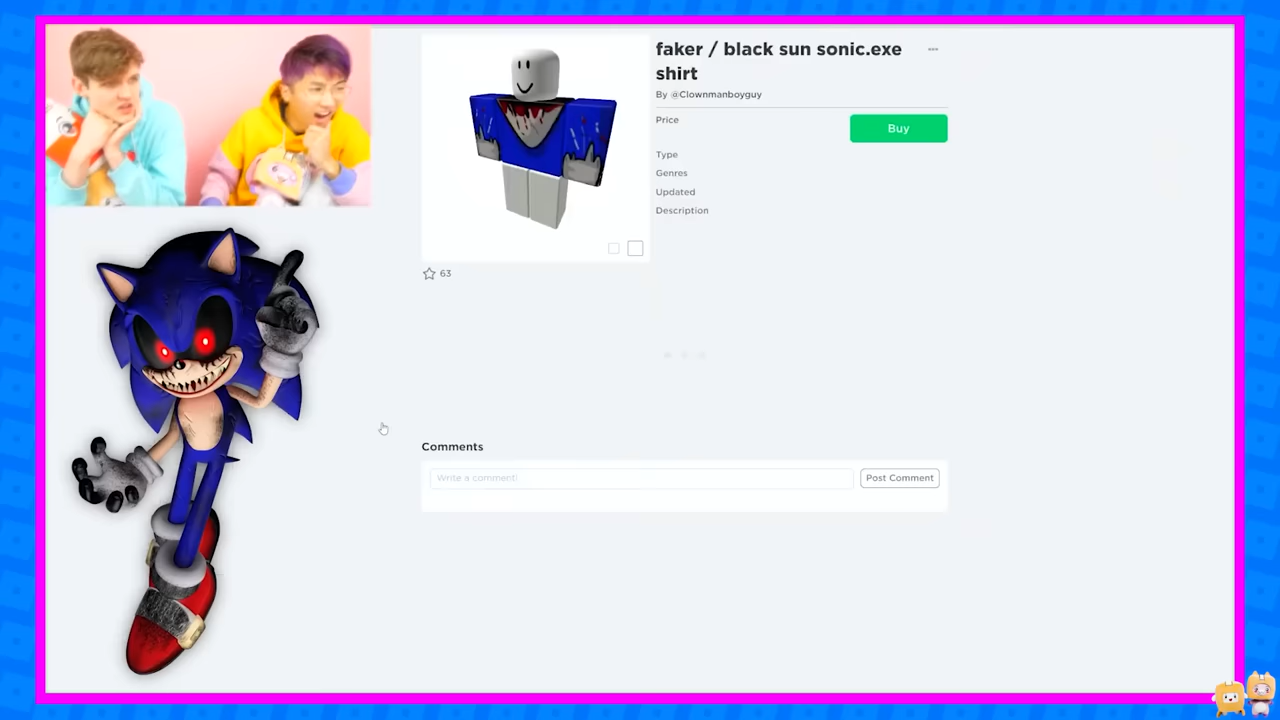 faker / black sun sonic.exe
shirt
By @Clownmanboyguy
Price
Buy
Type
Genres
Updated
Description
63
Comments
Write a comment!
Post Comment